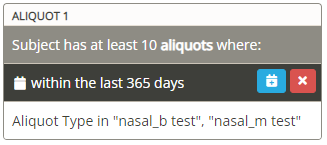 ALIQUOT 1
Subject has at least 10 aliquots where:
within the last 365 days
Aliquot Type in "nasal_b test", "nasal_m test"